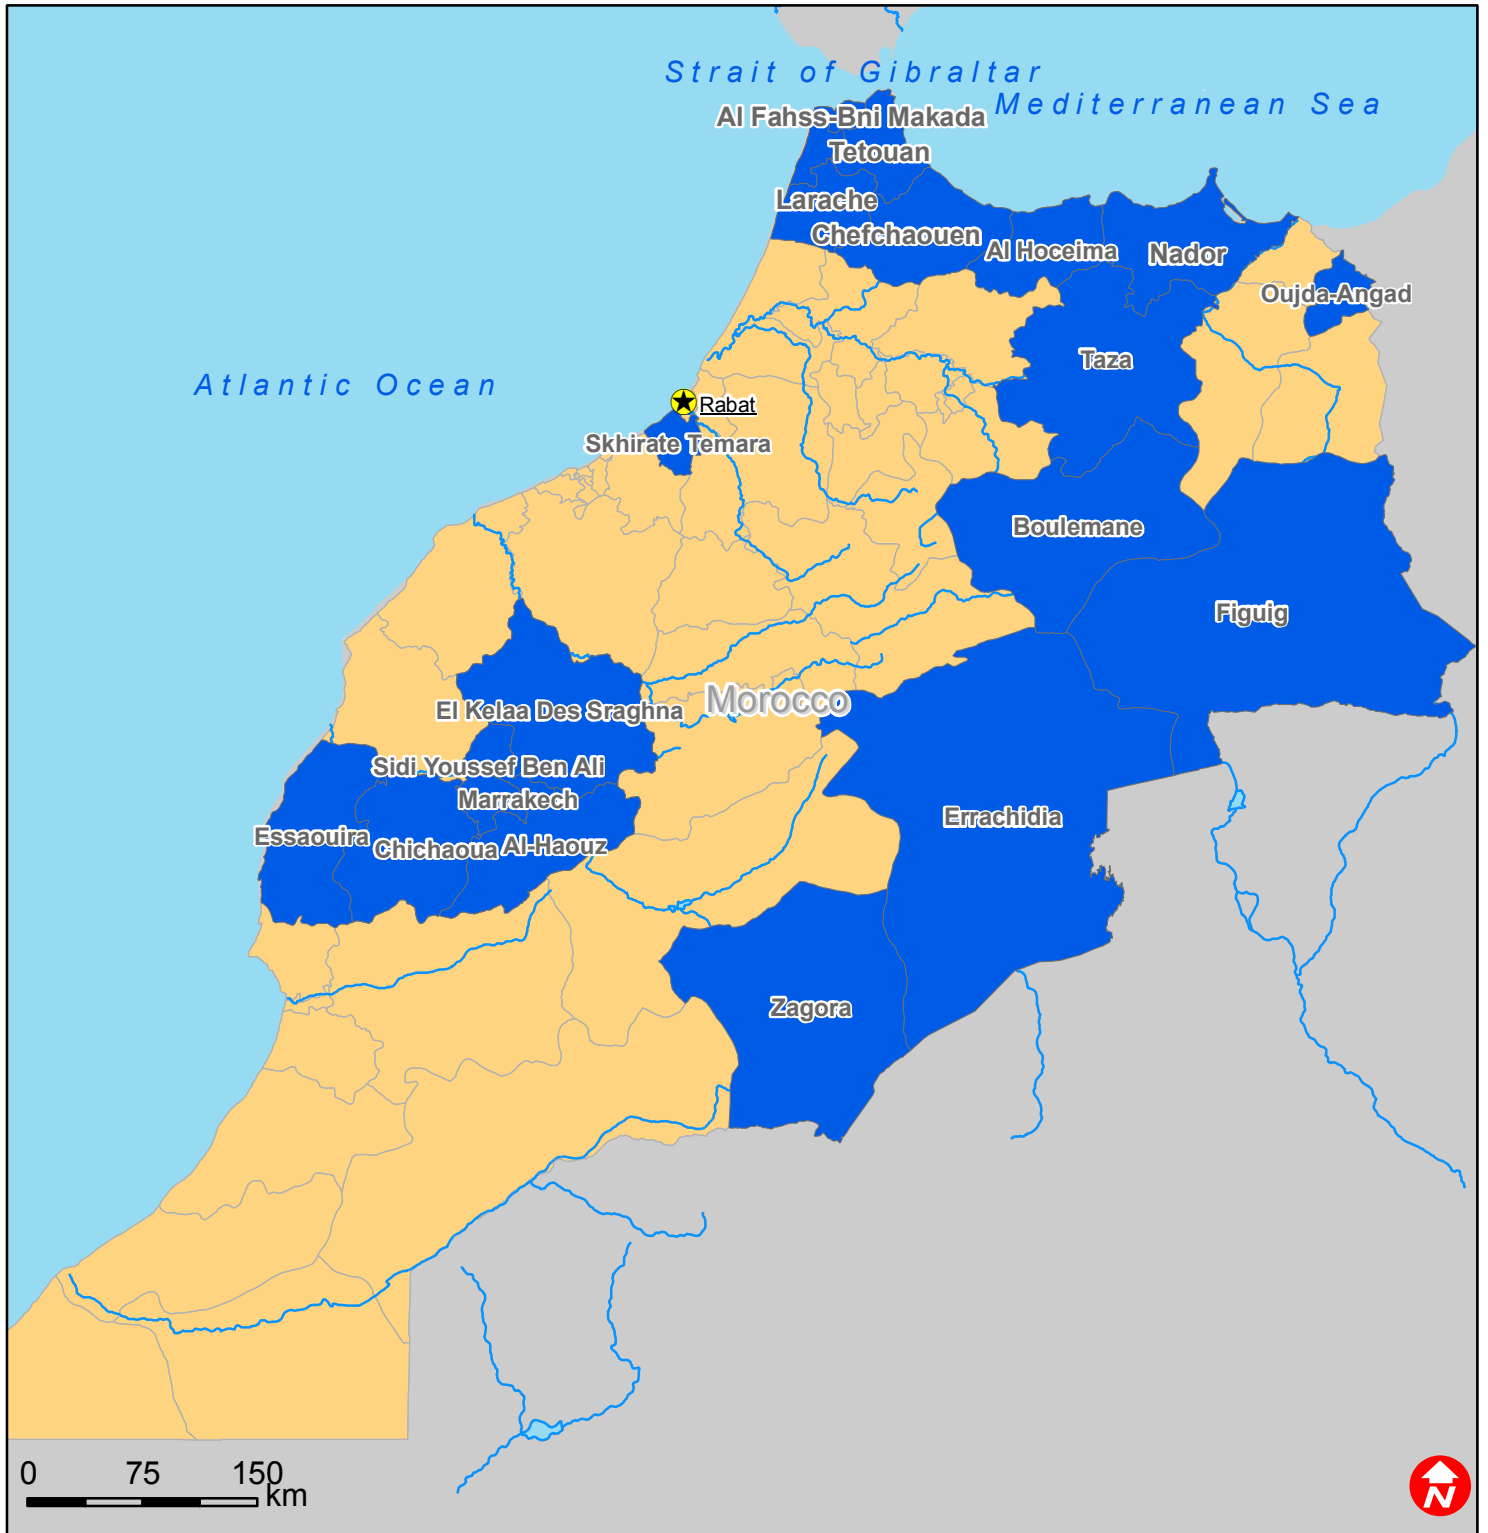 Strait of Gibraltar
Mediterranean Sea
Al Fahss-Bni Makada
Tetouan
Larache
Chefchaouen
Al Hoceima
Nador
Oujda-Angad
Taza
Atlantic Ocean
Rabat
Skhirate Temara
Boulemane
Figuig
Morocco
El Kelaa Des Sraghna
Sidi Youssef Ben Ali
Marrakech
Essaouira
Chichaoua
Al-Haouz
Errachidia
Zagora
0 75 150
km
N